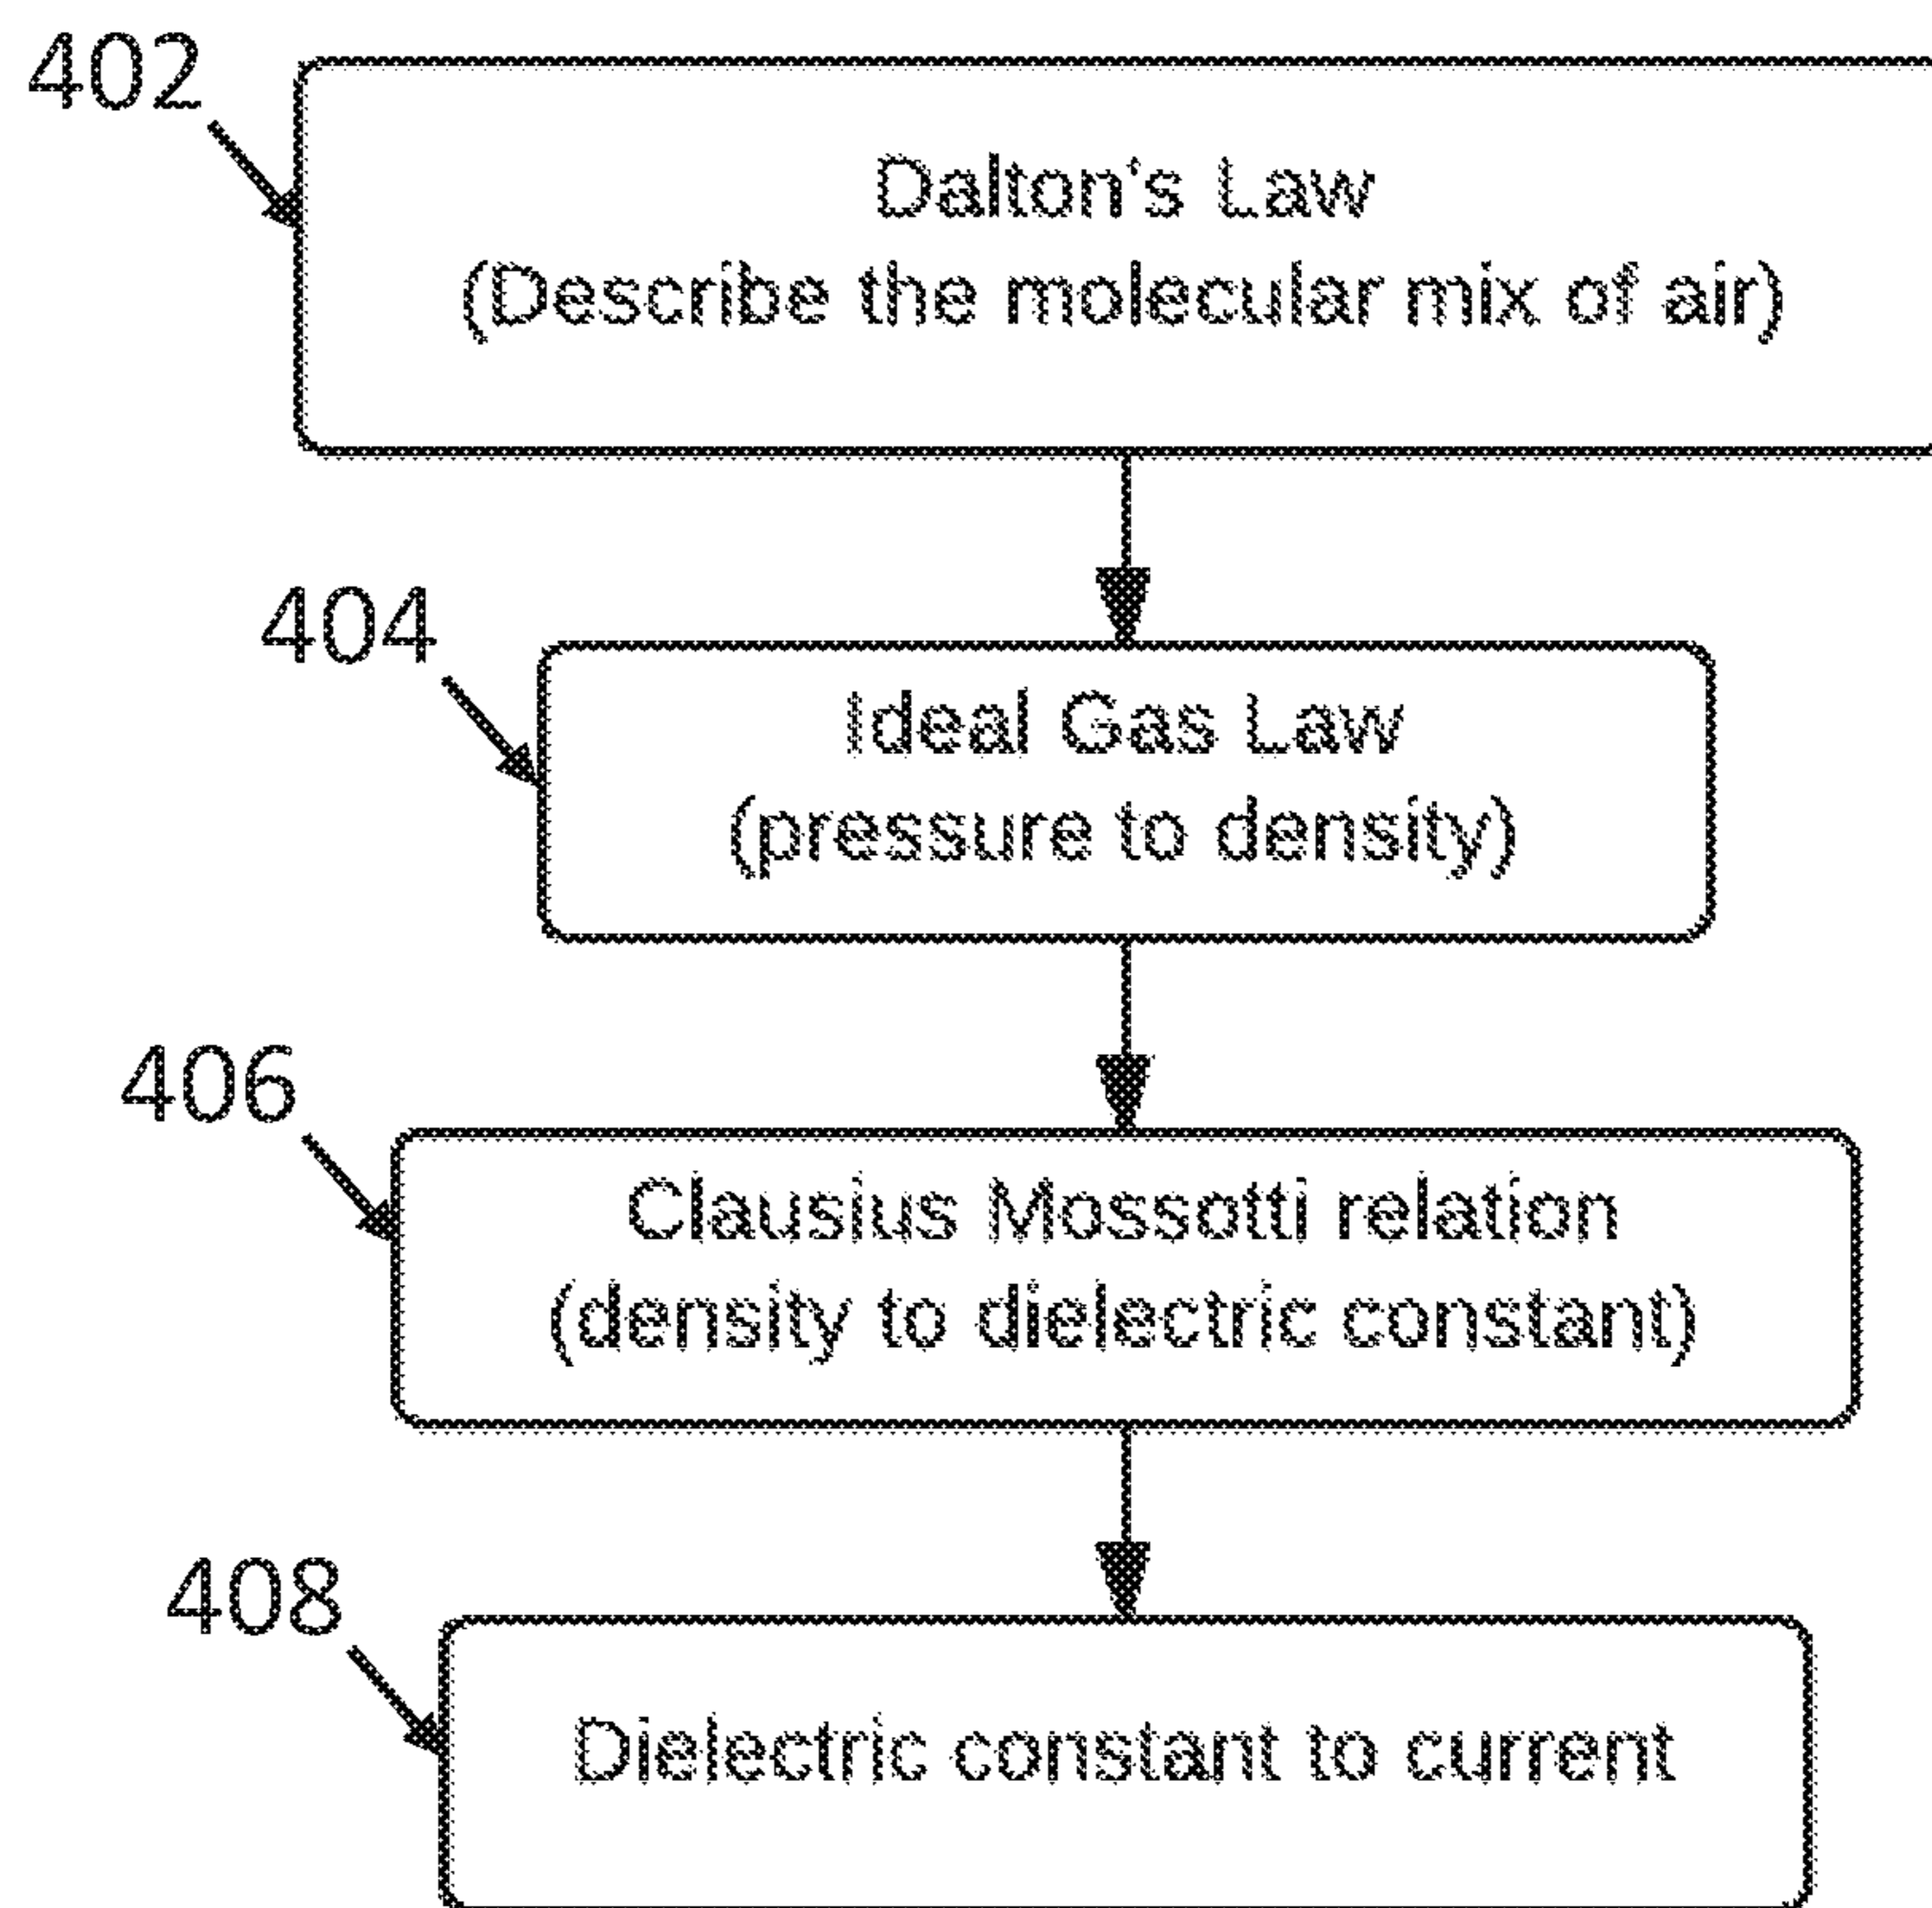 402
Dalton's Law
(Describe the molecular mix of air)
404
Ideal Gas Law
(pressure to density)
406
Clausius Mossotti relation
(density to dielectric constant)
408
Dielectric constant to current